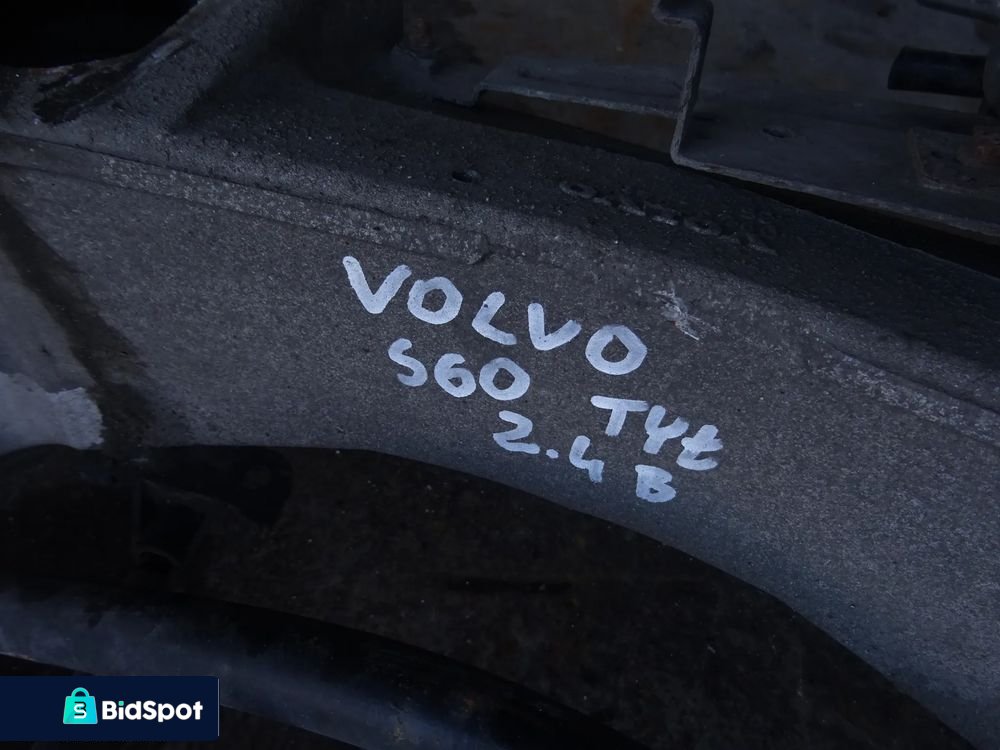 VOLVO
S60 TYŁ
2.4 B
BidSpot